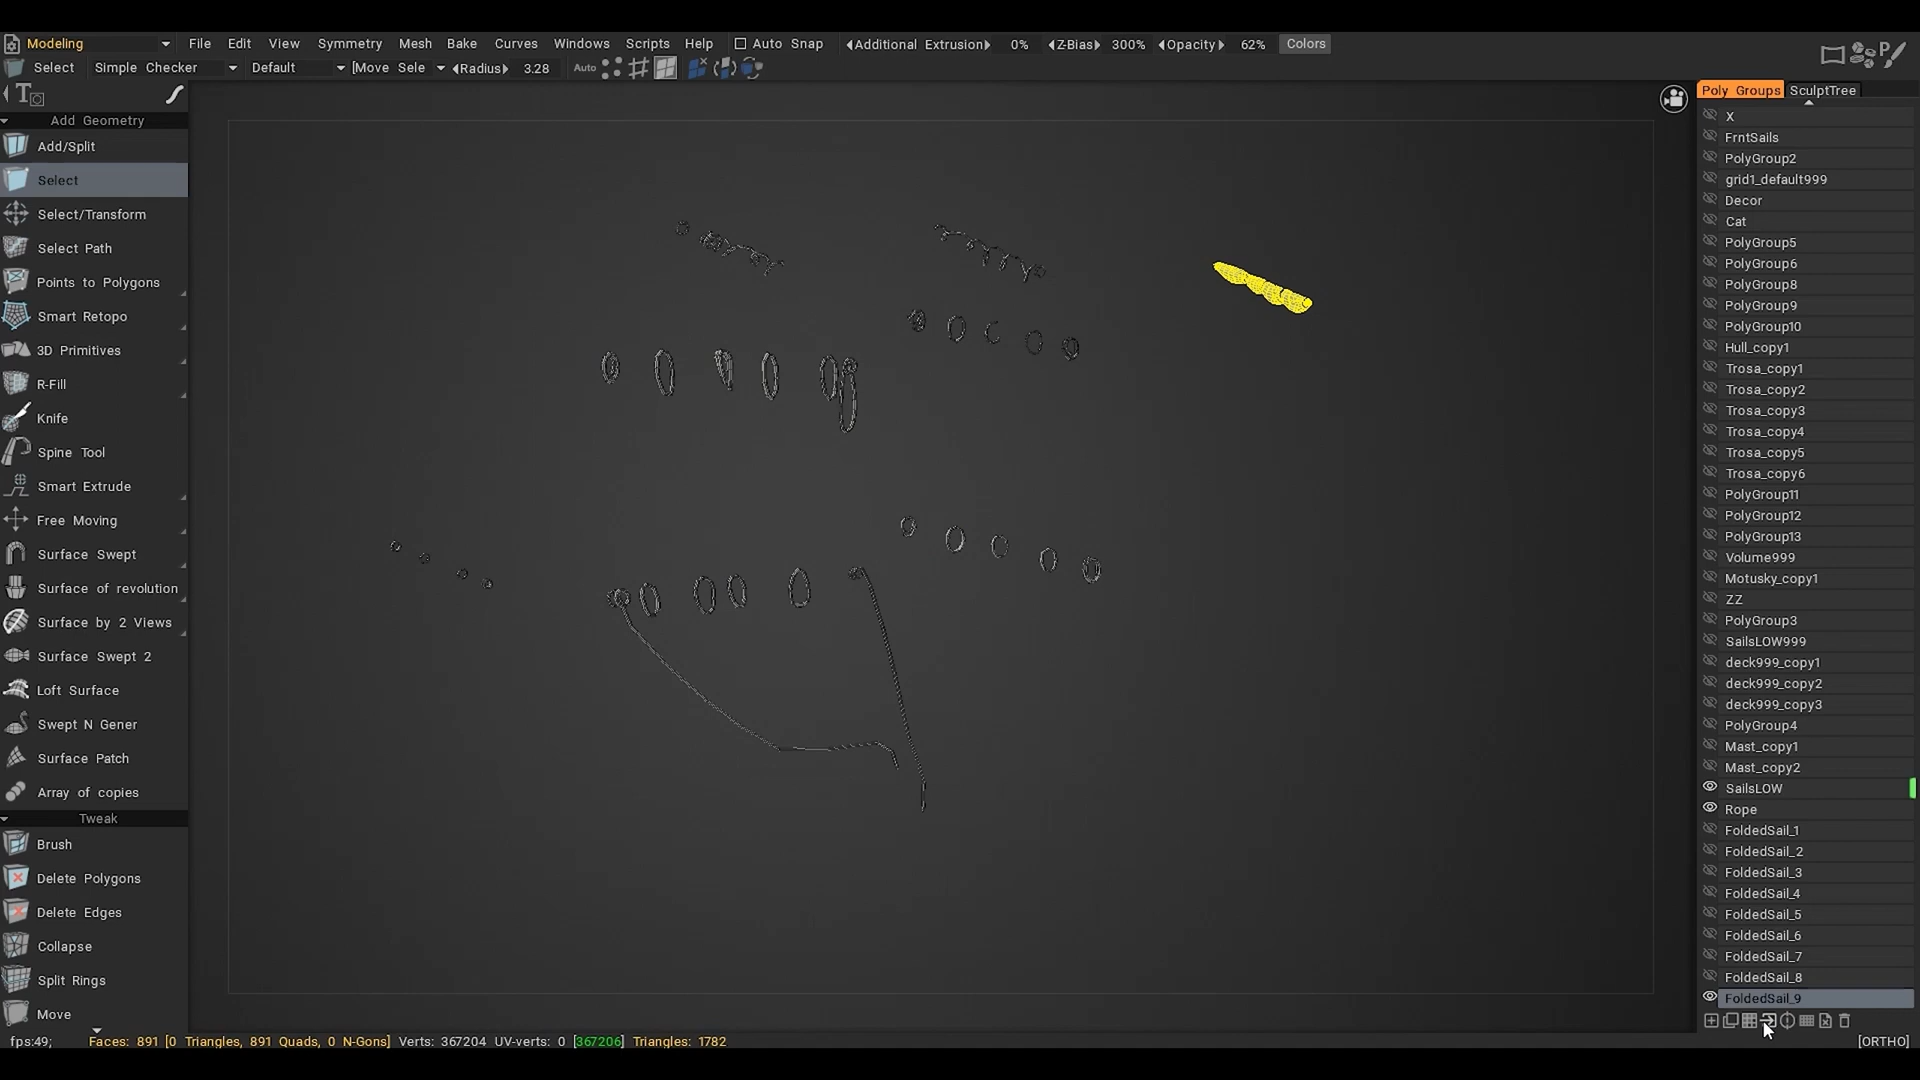 Modeling File Edit View Symmetry Mesh Bake Curves Windows Scripts Help Auto Snap Additional Extrusion 0% Z-Bias 300% Opacity 62% Colors
Select Simple Checker Default [Move Sele Radius 3.28 Auto
Poly Groups SculptTree
Add Geometry
Add/Split
Select
Select/Transform
Select Path
Points to Polygons
Smart Retopo
3D Primitives
R-Fill
Knife
Spine Tool
Smart Extrude
Free Moving
Surface Swept
Surface of revolution
Surface by 2 Views
Surface Swept 2
Loft Surface
Swept N Gener
Surface Patch
Array of copies
Tweak
Brush
Delete Polygons
Delete Edges
Collapse
Split Rings
Move
X
FrntSails
PolyGroup2
grid1_default999
Decor
Cat
PolyGroup5
PolyGroup6
PolyGroup8
PolyGroup9
PolyGroup10
Hull_copy1
Trosa_copy1
Trosa_copy2
Trosa_copy3
Trosa_copy4
Trosa_copy5
Trosa_copy6
PolyGroup11
PolyGroup12
PolyGroup13
Volume999
Motusky_copy1
ZZ
PolyGroup3
SailsLOW999
deck999_copy1
deck999_copy2
deck999_copy3
PolyGroup4
Mast_copy1
Mast_copy2
SailsLOW
Rope
FoldedSail_1
FoldedSail_2
FoldedSail_3
FoldedSail_4
FoldedSail_5
FoldedSail_6
FoldedSail_7
FoldedSail_8
FoldedSail_9
fps:49; Faces: 891 [0 Triangles, 891 Quads, 0 N-Gons] Verts: 367204 UV-verts: 0 [367206] Triangles: 1782 [ORTHO]